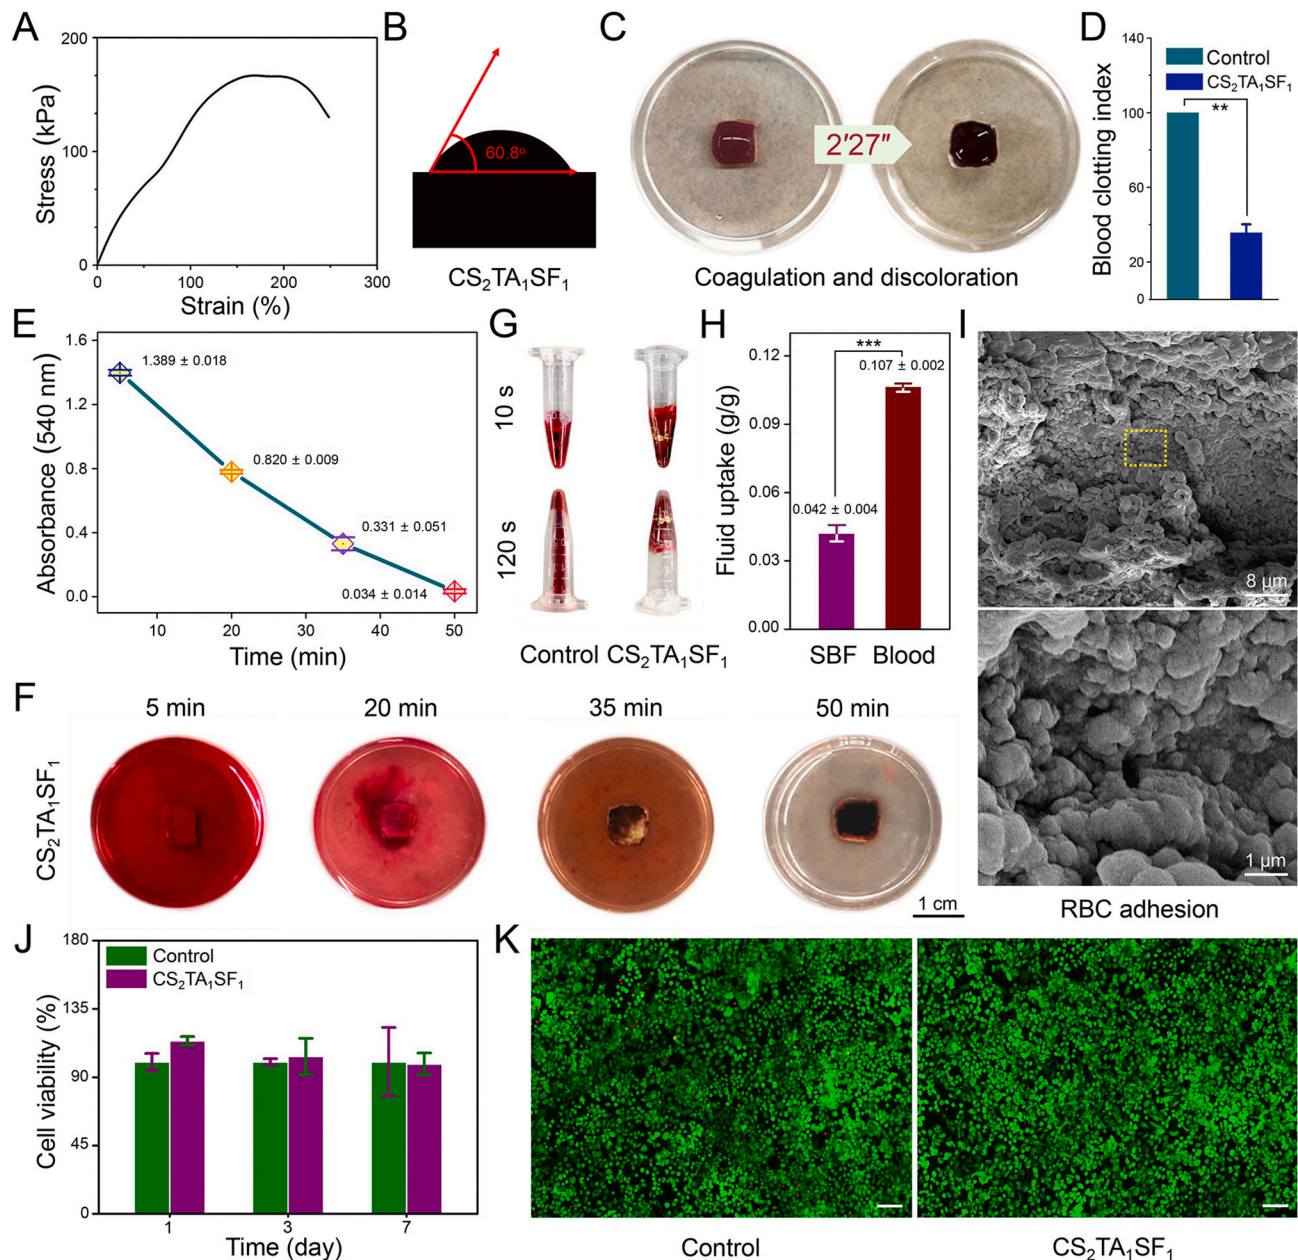 A
200
100
0
Stress (kPa)
0
100
200
300
Strain (%)
B
60.8°
CS₂TA₁SF₁
C
2′27″
Coagulation and discoloration
D
140
100
60
20
0
Blood clotting index
Control
CS₂TA₁SF₁
**
E
1.6
1.2
0.8
0.4
0.0
Absorbance (540 nm)
1.389 ± 0.018
0.820 ± 0.009
0.331 ± 0.051
0.034 ± 0.014
10
20
30
40
50
Time (min)
G
10 s
120 s
Control
CS₂TA₁SF₁
H
0.12
0.09
0.06
0.03
0.00
Fluid uptake (g/g)
***
0.107 ± 0.002
0.042 ± 0.004
SBF
Blood
I
8 μm
1 μm
RBC adhesion
F
5 min
20 min
35 min
50 min
CS₂TA₁SF₁
1 cm
J
180
135
90
45
0
Cell viability (%)
Control
CS₂TA₁SF₁
1
3
7
Time (day)
K
Control
CS₂TA₁SF₁